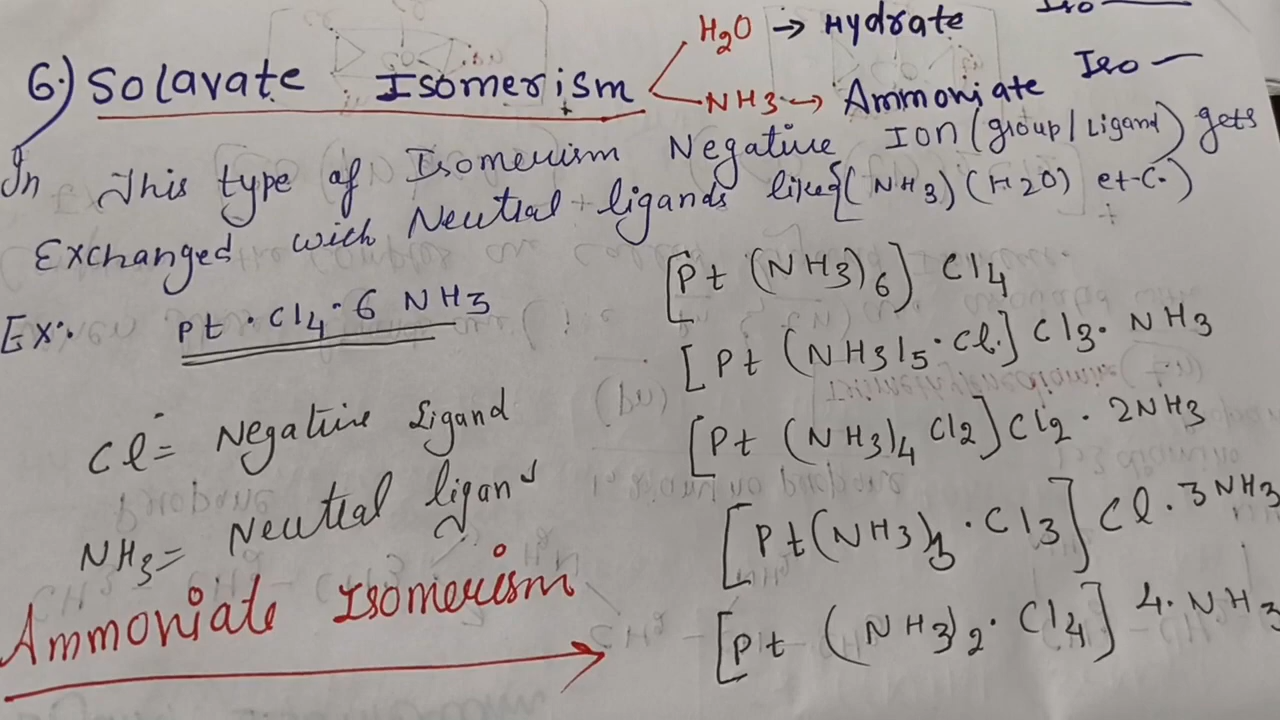 H2O → Hydrate Iso —
6.) Solavate Isomerism
NH3 → Ammoniate Iso —
In This type of Isomerism Negative Ion (group/Ligand) gets
Exchanged with Neutral ligands like {(NH3) (H2O) etc.)
Ex:. Pt · Cl4 · 6 NH3
[Pt (NH3)6] Cl4
[Pt (NH3)5 · Cl.] Cl3 · NH3
Cl⁻ = Negative Ligand
[Pt (NH3)4 Cl2] Cl2 · 2NH3
NH3 = Neutral ligand
[Pt (NH3)3 · Cl3] Cl · 3NH3
Ammoniate Isomerism
[Pt (NH3)2 · Cl4] 4 · NH3